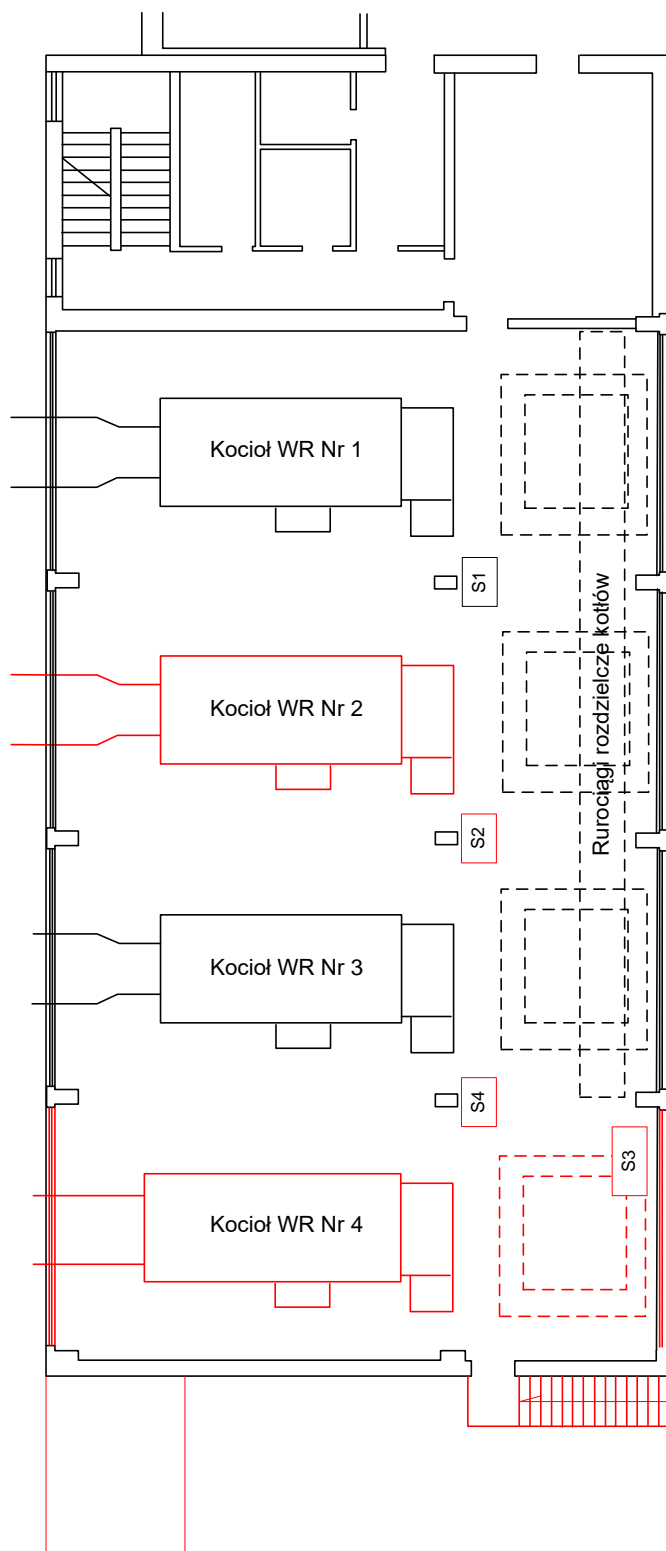 Kocioł WR Nr 1
S1
Rurociągi rozdzielcze kotłów
Kocioł WR Nr 2
S2
Kocioł WR Nr 3
S4
S3
Kocioł WR Nr 4